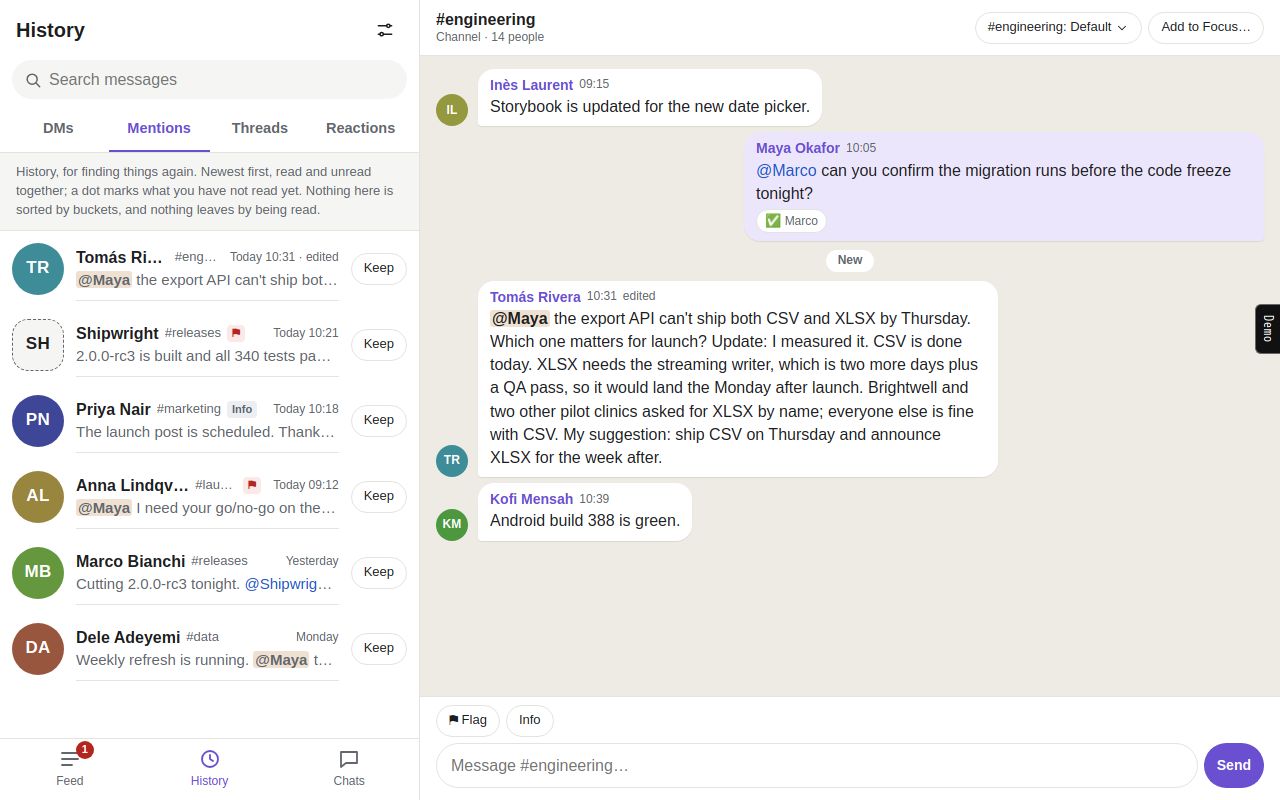 History
Search messages
DMs
Mentions
Threads
Reactions
History, for finding things again. Newest first, read and unread
together; a dot marks what you have not read yet. Nothing here is
sorted by buckets, and nothing leaves by being read.
TR
Tomás Ri… #eng… Today 10:31 · edited
@Maya the export API can't ship bot…
Keep
SH
Shipwright #releases Today 10:21
2.0.0-rc3 is built and all 340 tests pa…
Keep
PN
Priya Nair #marketing Info Today 10:18
The launch post is scheduled. Thank…
Keep
AL
Anna Lindqv… #lau… Today 09:12
@Maya I need your go/no-go on the…
Keep
MB
Marco Bianchi #releases Yesterday
Cutting 2.0.0-rc3 tonight. @Shipwrig…
Keep
DA
Dele Adeyemi #data Monday
Weekly refresh is running. @Maya t…
Keep
1
Feed
History
Chats
#engineering
Channel · 14 people
#engineering: Default
Add to Focus…
Inès Laurent 09:15
Storybook is updated for the new date picker.
IL
Maya Okafor 10:05
@Marco can you confirm the migration runs before the code freeze
tonight?
✅ Marco
New
Tomás Rivera 10:31 edited
@Maya the export API can't ship both CSV and XLSX by Thursday.
Which one matters for launch? Update: I measured it. CSV is done
today. XLSX needs the streaming writer, which is two more days plus
a QA pass, so it would land the Monday after launch. Brightwell and
two other pilot clinics asked for XLSX by name; everyone else is fine
with CSV. My suggestion: ship CSV on Thursday and announce
XLSX for the week after.
TR
Kofi Mensah 10:39
Android build 388 is green.
KM
Demo
Flag
Info
Message #engineering…
Send